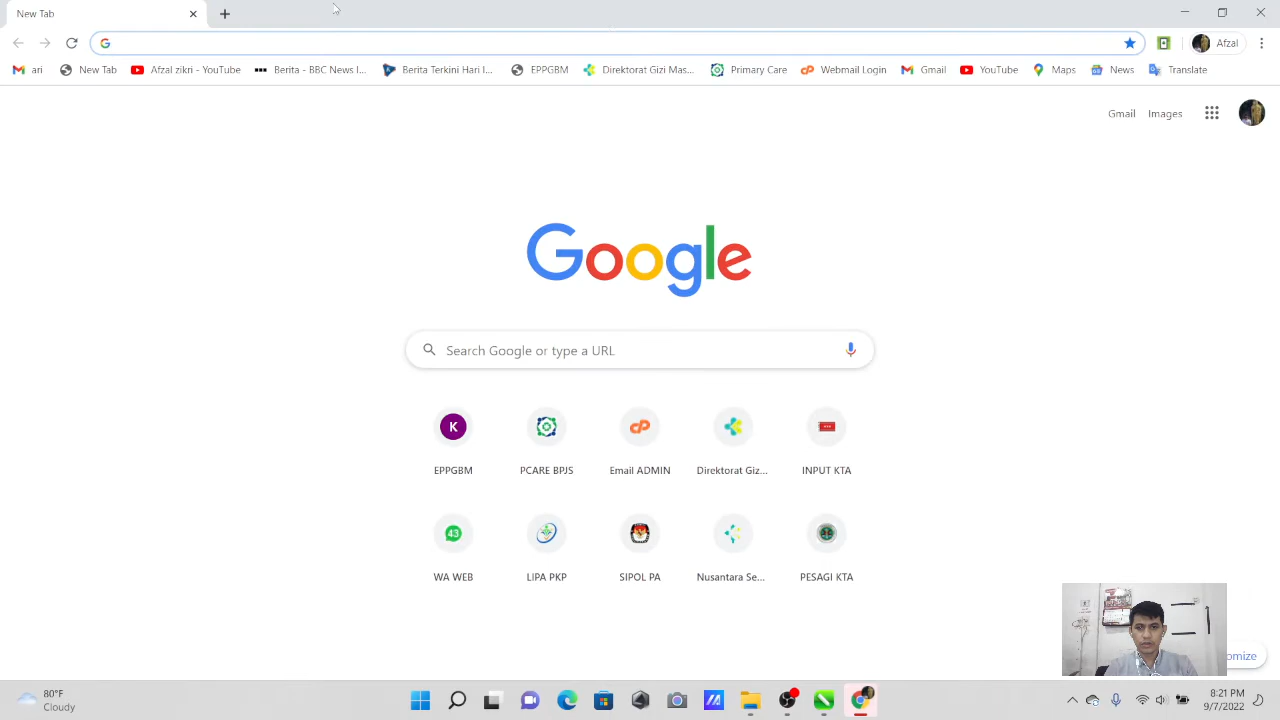 New Tab
Afzal
ari
New Tab
Afzal zikri - YouTube
Berita - BBC News I...
Berita Terkini Hari I...
EPPGBM
Direktorat Gizi Mas...
Primary Care
Webmail Login
Gmail
YouTube
Maps
News
Translate
Gmail
Images
Google
Search Google or type a URL
K
EPPGBM
PCARE BPJS
Email ADMIN
Direktorat Giz...
INPUT KTA
43
WA WEB
LIPA PKP
SIPOL PA
Nusantara Se...
PESAGI KTA
omize
80°F
Cloudy
8:21 PM
9/7/2022